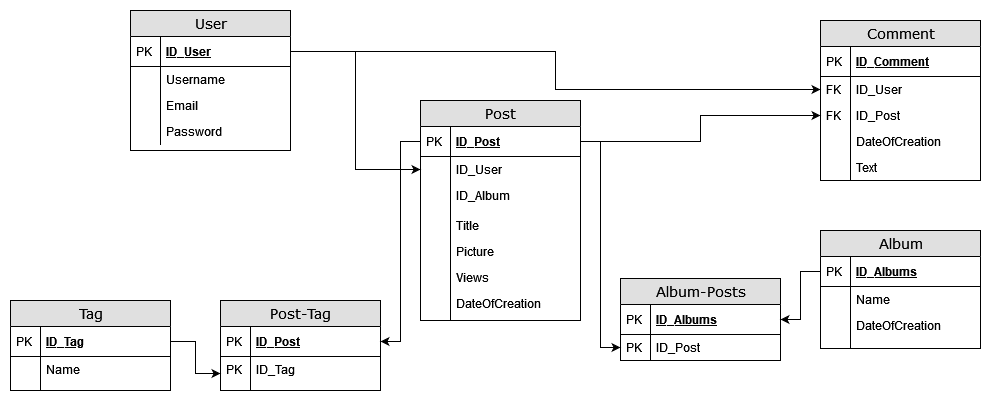 User
PK ID_User
Username
Email
Password
Comment
PK ID_Comment
FK ID_User
FK ID_Post
DateOfCreation
Text
Post
PK ID_Post
ID_User
ID_Album
Title
Picture
Views
DateOfCreation
Album
PK ID_Albums
Name
DateOfCreation
Album-Posts
PK ID_Albums
PK ID_Post
Tag
PK ID_Tag
Name
Post-Tag
PK ID_Post
PK ID_Tag